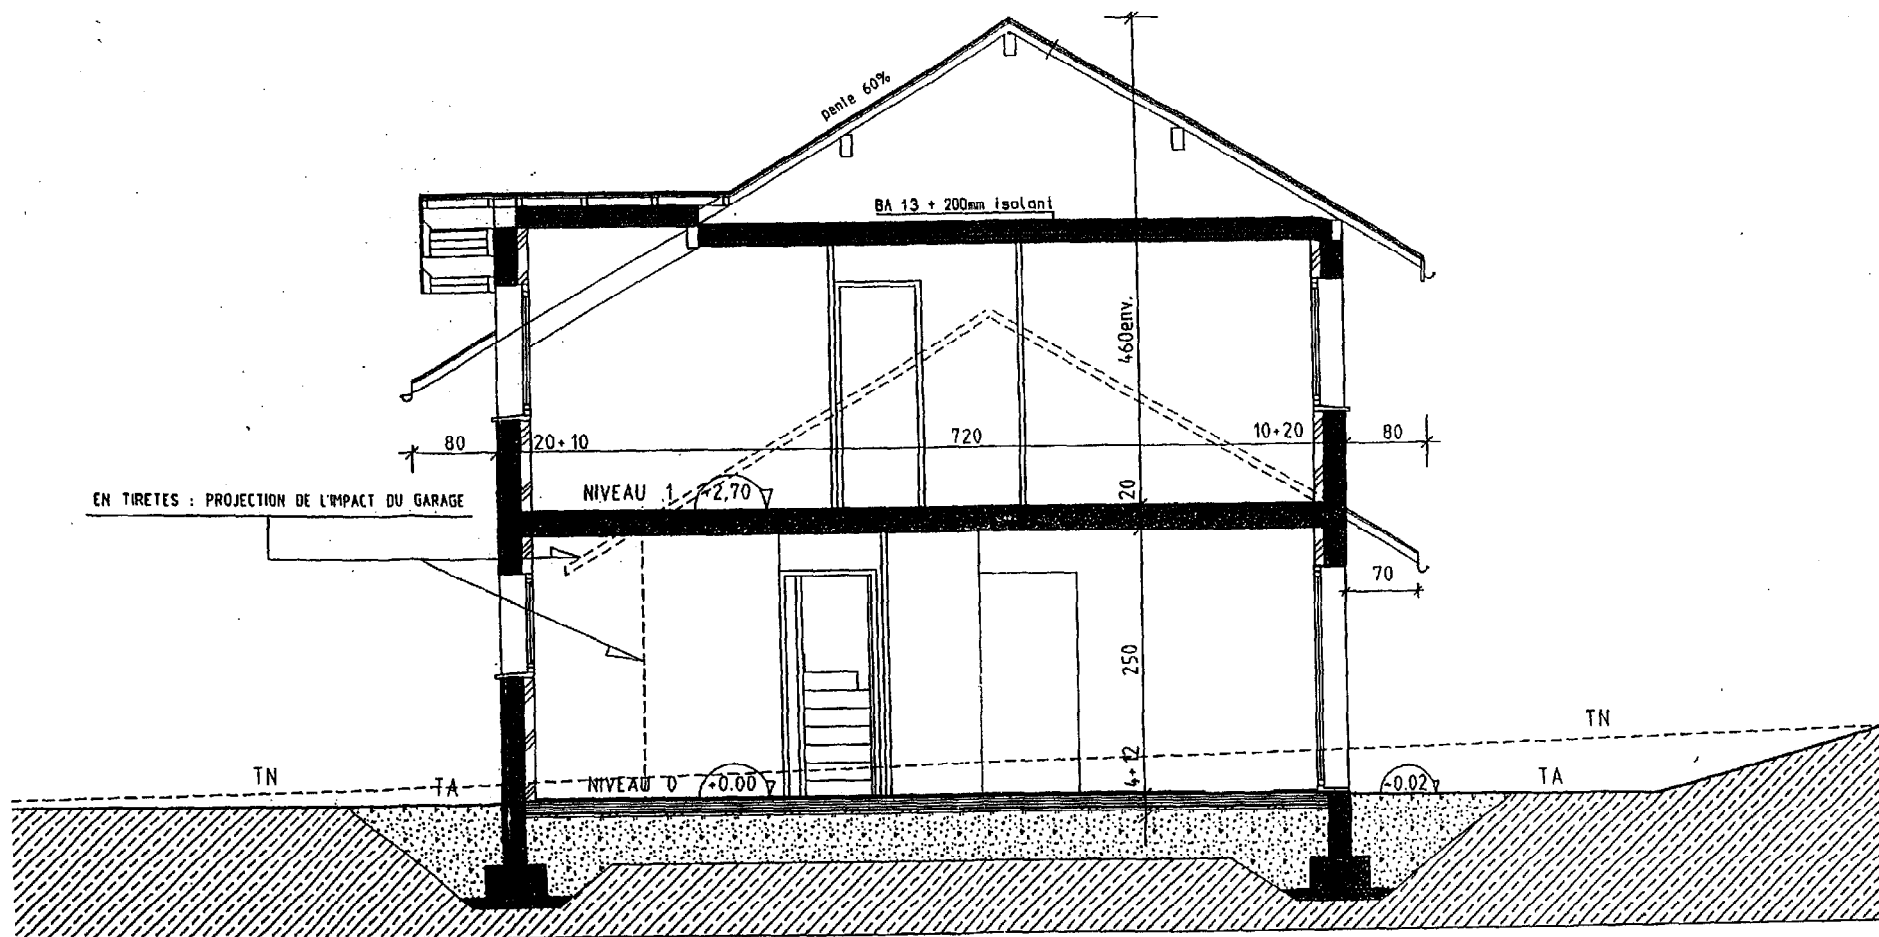 pente 60%
BA 13 + 200mm isolant
460env.
80
20+10
720
10+20
80
EN TIRETES : PROJECTION DE L'IMPACT DU GARAGE
NIVEAU 1
+2,70
20
70
250
TN
TN
TA
NIVEAU 0
+0.00
4+12
-0.02
TA